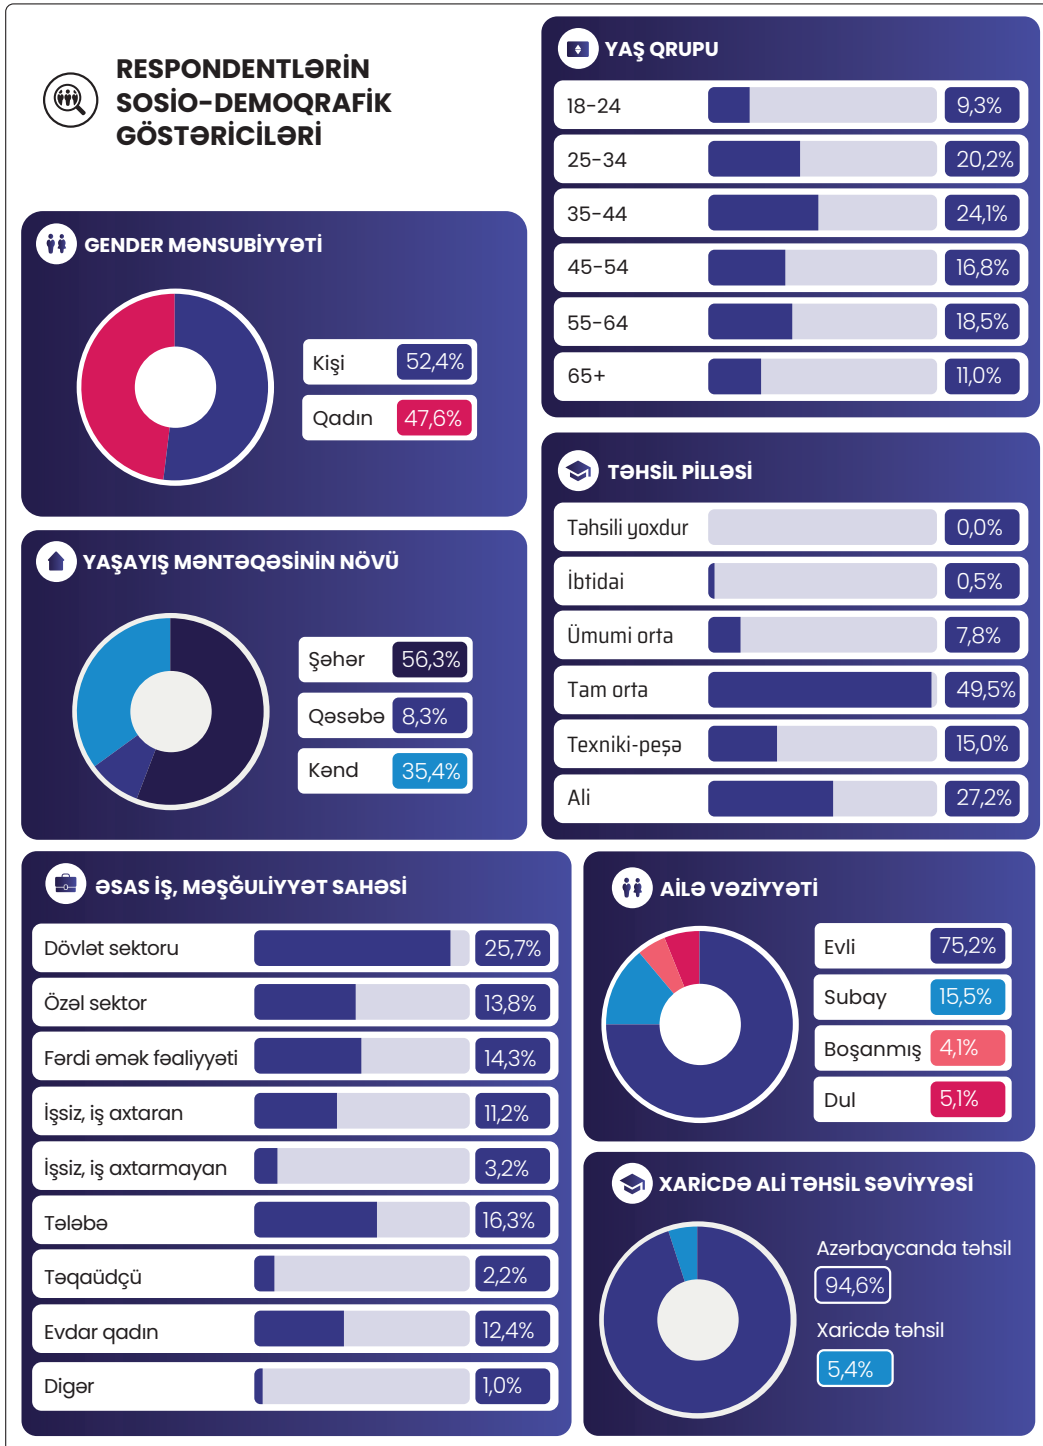 RESPONDENTLƏRİN
SOSİO-DEMOQRAFİK
GÖSTƏRİCİLƏRİ
GENDER MƏNSUBİYYƏTİ
Kişi 52,4%
Qadın 47,6%
YAŞAYIŞ MƏNTƏQƏSİNİN NÖVÜ
Şəhər 56,3%
Qəsəbə 8,3%
Kənd 35,4%
YAŞ QRUPU
18-24 9,3%
25-34 20,2%
35-44 24,1%
45-54 16,8%
55-64 18,5%
65+ 11,0%
TƏHSİL PİLLƏSİ
Təhsili yoxdur 0,0%
İbtidai 0,5%
Ümumi orta 7,8%
Tam orta 49,5%
Texniki-peşə 15,0%
Ali 27,2%
ƏSAS İŞ, MƏŞĞULİYYƏT SAHƏSİ
Dövlət sektoru 25,7%
Özəl sektor 13,8%
Fərdi əmək fəaliyyəti 14,3%
İşsiz, iş axtaran 11,2%
İşsiz, iş axtarmayan 3,2%
Tələbə 16,3%
Təqaüdçü 2,2%
Evdar qadın 12,4%
Digər 1,0%
AİLƏ VƏZİYYƏTİ
Evli 75,2%
Subay 15,5%
Boşanmış 4,1%
Dul 5,1%
XARİCDƏ ALİ TƏHSİL SƏVİYYƏSİ
Azərbaycanda təhsil
94,6%
Xaricdə təhsil
5,4%